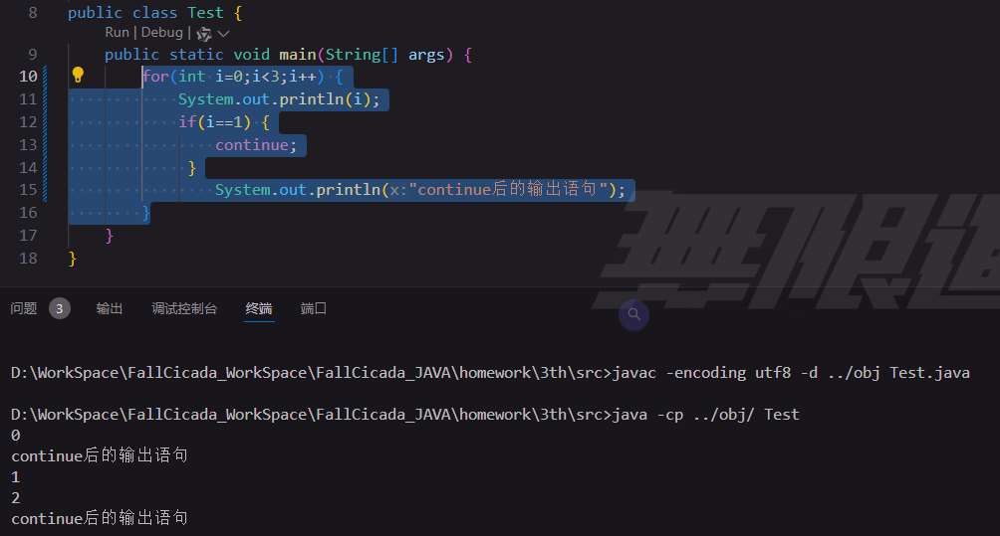 8 public class Test {
Run | Debug |
9 public static void main(String[] args) {
10 for(int i=0;i<3;i++) {
11 System.out.println(i);
12 if(i==1) {
13 continue;
14 }
15 System.out.println(x:"continue后的输出语句");
16 }
17 }
18 }
無限進
问题 3 输出 调试控制台 终端 端口
D:\WorkSpace\FallCicada_WorkSpace\FallCicada_JAVA\homework\3th\src>javac -encoding utf8 -d ../obj Test.java
D:\WorkSpace\FallCicada_WorkSpace\FallCicada_JAVA\homework\3th\src>java -cp ../obj/ Test
0
continue后的输出语句
1
2
continue后的输出语句